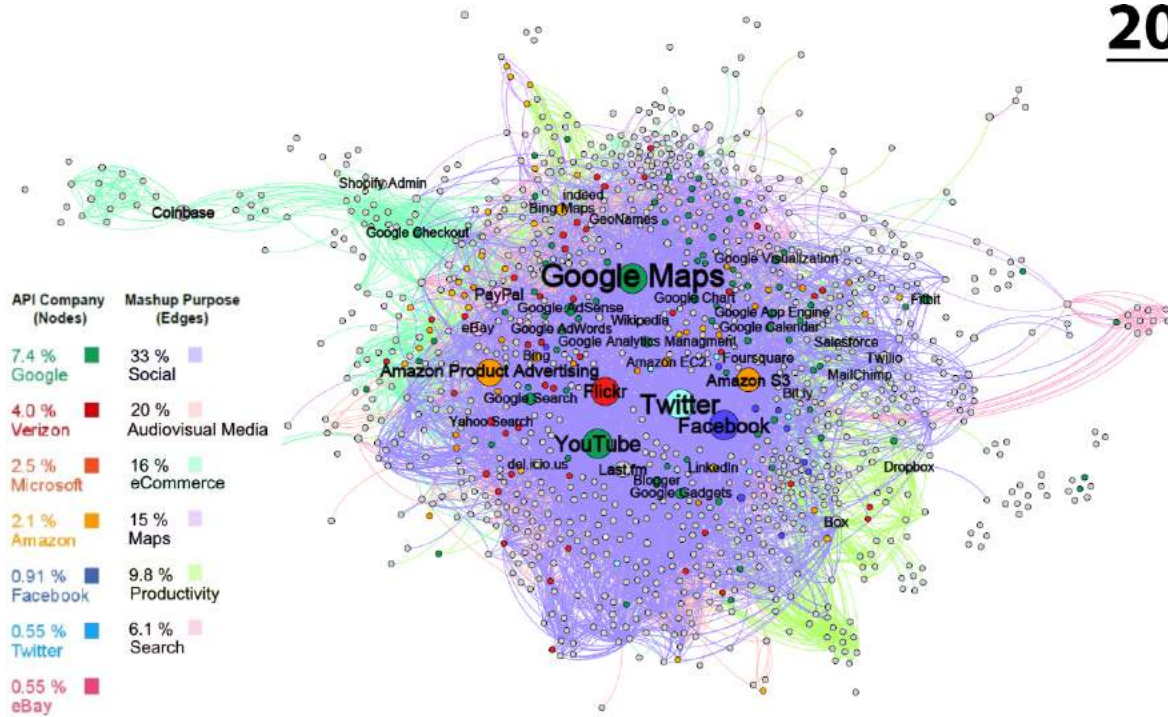 20
Shopify Admin
Coinbase
Google Checkout
indeed
Bing Maps
GeoNames
Google Visualization
Google Maps
Google Chart
PayPal
Google AdSense
Google App Engine
Fitbit
Wikipedia
eBay
Google AdWords
Google Calendar
Google Analytics Managment
Salesforce
Bing
Amazon EC2
Foursquare
Twilio
Amazon Product Advertising
Amazon S3
MailChimp
Flickr
Bit.ly
Google Search
Twitter
Yahoo Search
Facebook
YouTube
del.icio.us
Last.fm
LinkedIn
Dropbox
Blogger
Google Gadgets
Box
API Company
(Nodes)
7.4 %
Google
4.0 %
Verizon
2.5 %
Microsoft
2.1 %
Amazon
0.91 %
Facebook
0.55 %
Twitter
0.55 %
eBay
Mashup Purpose
(Edges)
33 %
Social
20 %
Audiovisual Media
16 %
eCommerce
15 %
Maps
9.8 %
Productivity
6.1 %
Search